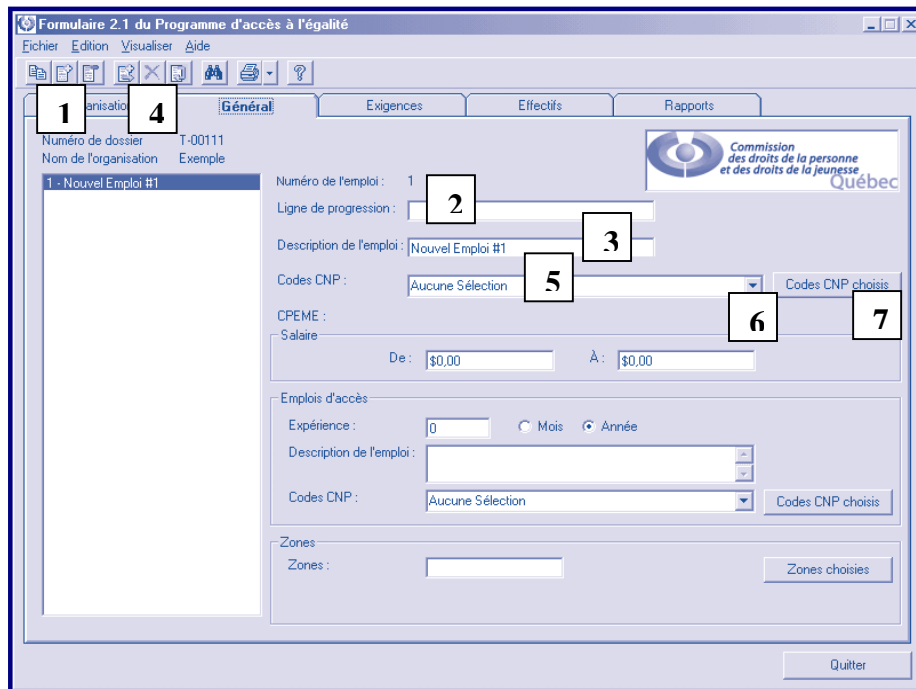 Formulaire 2.1 du Programme d'accès à l'égalité
Fichier Edition Visualiser Aide
1
4
anisatio Général Exigences Effectifs Rapports
Numéro de dossier T-00111
Nom de l'organisation Exemple
Commission
des droits de la personne
et des droits de la jeunesse
Québec
1 - Nouvel Emploi #1
Numéro de l'emploi : 1
Ligne de progression : 2
Description de l'emploi : Nouvel Emploi #1 3
Codes CNP : Aucune Sélection 5 Codes CNP choisis
6 7
CPEME :
Salaire
De : $0,00 À : $0,00
Emplois d'accès
Expérience : 0 Mois Année
Description de l'emploi :
Codes CNP : Aucune Sélection Codes CNP choisis
Zones
Zones : Zones choisies
Quitter